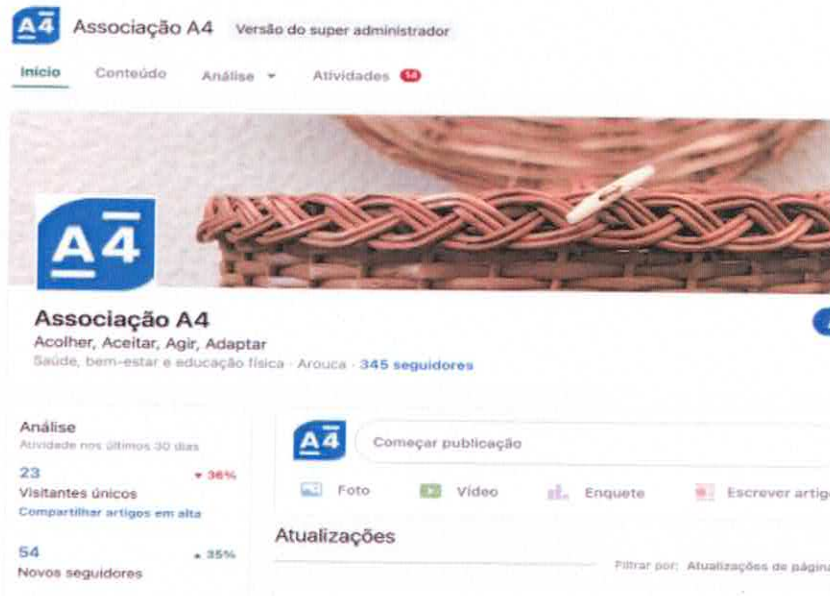 A4 Associação A4 Versão do super administrador
Início Conteúdo Análise Atividades 14
A4
Associação A4
Acolher, Aceitar, Agir, Adaptar
Saúde, bem-estar e educação física · Arouca · 345 seguidores
Análise
Atividade nos últimos 30 dias
23 36%
Visitantes únicos
Compartilhar artigos em alta
54 35%
Novos seguidores
A4 Começar publicação
Foto Vídeo Enquete Escrever artigo
Atualizações
Filtrar por: Atualizações de página